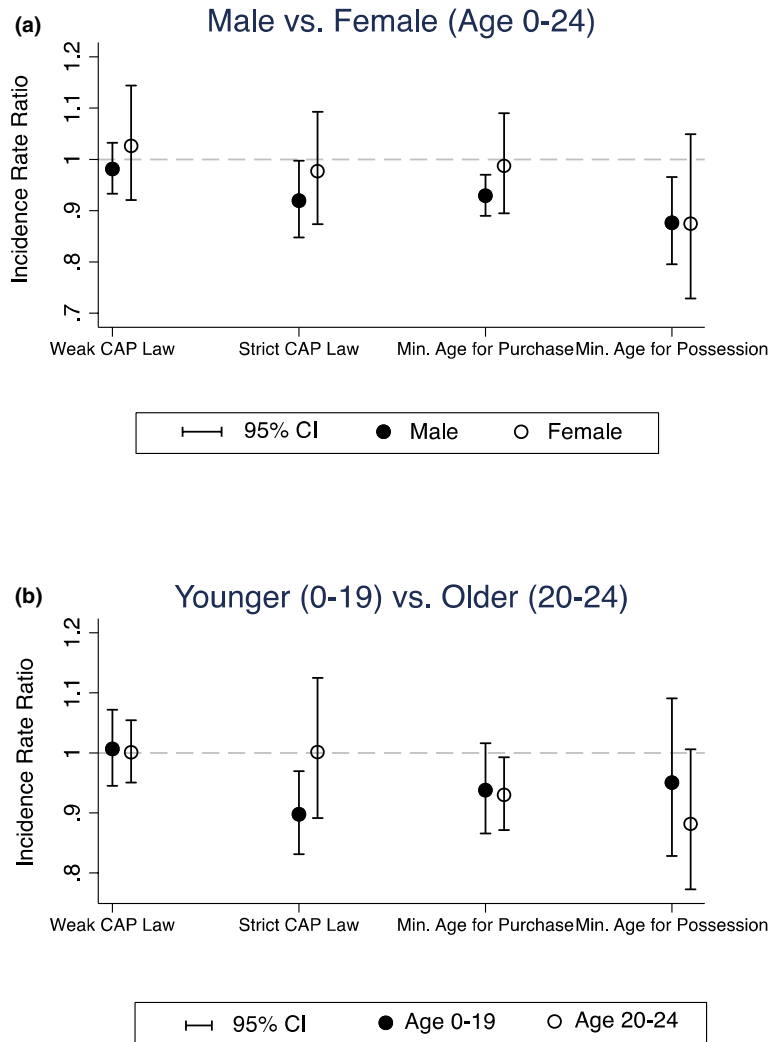 (a)
Male vs. Female (Age 0-24)
Incidence Rate Ratio
1.2
1.1
1
.9
.8
.7
Weak CAP Law Strict CAP Law Min. Age for Purchase Min. Age for Possession
95% CI Male Female
(b)
Younger (0-19) vs. Older (20-24)
Incidence Rate Ratio
1.2
1.1
1
.9
.8
Weak CAP Law Strict CAP Law Min. Age for Purchase Min. Age for Possession
95% CI Age 0-19 Age 20-24